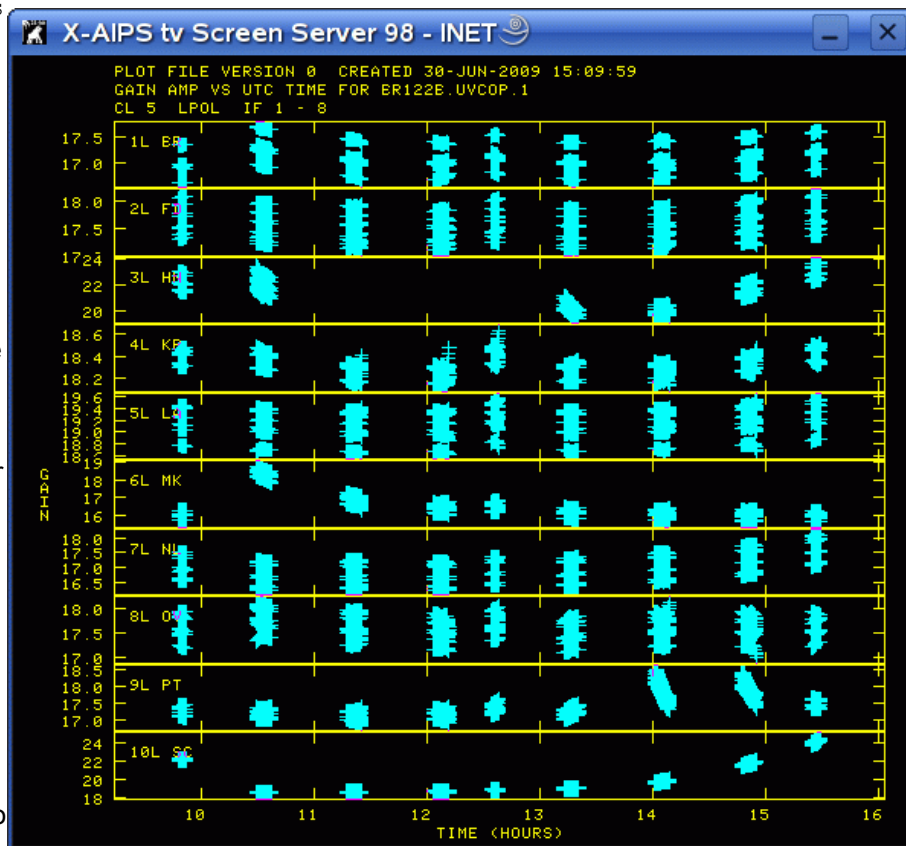 X-AIPS tv Screen Server 98 - INET
PLOT FILE VERSION 0 CREATED 30-JUN-2009 15:09:59
GAIN AMP VS UTC TIME FOR BR122B.UVCOP.1
CL 5 LPOL IF 1 - 8
17.5
1L BR
17.0
18.0
2L FD
17.5
17.0
24
3L HN
22
20
18.6
4L KP
18.4
18.2
19.6
19.4
5L LA
19.2
19.0
18.8
18.6
19
18
6L MK
17
16
GAIN
18.0
7L NL
17.5
17.0
16.5
18.0
8L OV
17.5
17.0
18.5
9L PT
18.0
17.5
17.0
24
10L SC
22
20
18
10 11 12 13 14 15 16
TIME (HOURS)